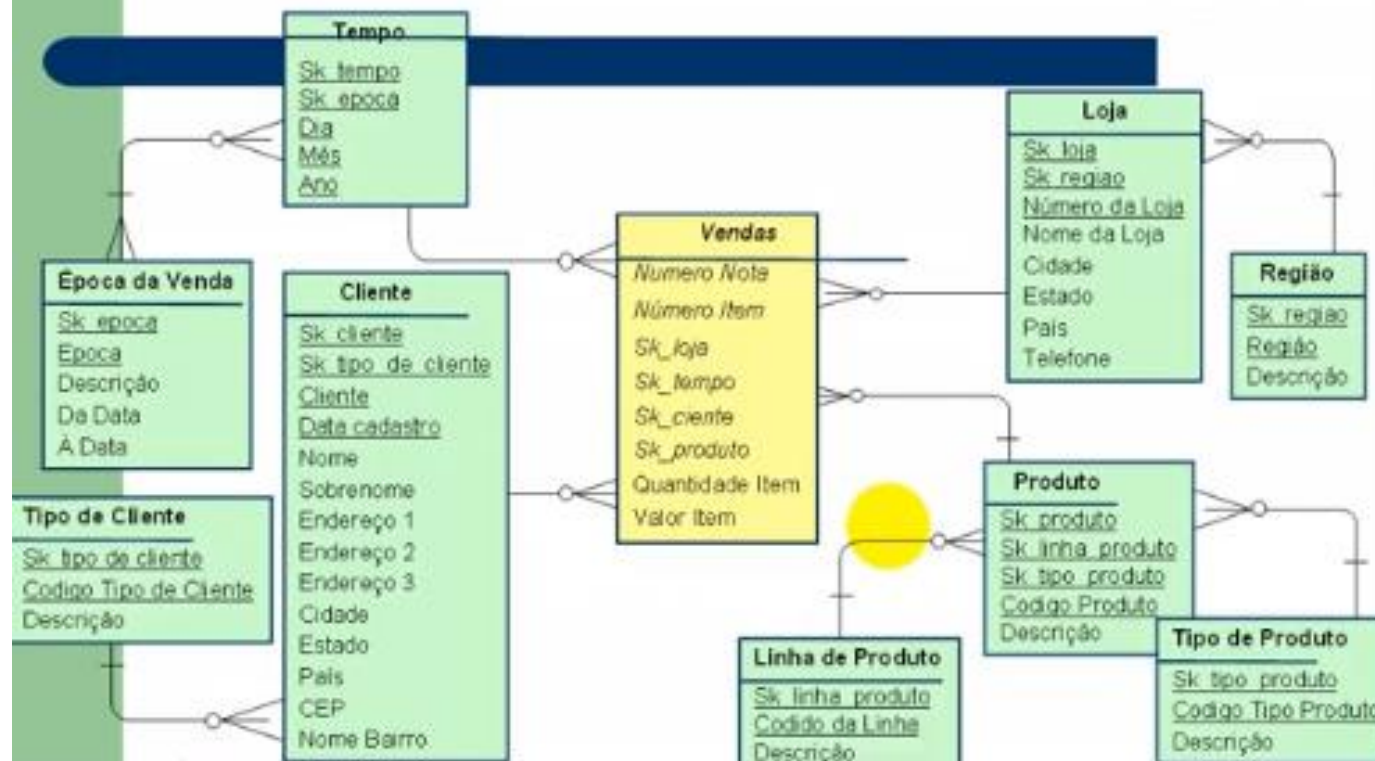 Tempo
Sk_tempo
Sk_epoca
Dia
Mês
Ano
Loja
Sk_loja
Sk_regiao
Número da Loja
Nome da Loja
Cidade
Estado
País
Telefone
Região
Sk_regiao
Região
Descrição
Vendas
Numero Nota
Número Item
Sk_loja
Sk_tempo
Sk_ciente
Sk_produto
Quantidade Item
Valor Item
Época da Venda
Sk_epoca
Epoca
Descrição
Da Data
À Data
Cliente
Sk_cliente
Sk_tipo_de_cliente
Cliente
Data cadastro
Nome
Sobrenome
Endereço 1
Endereço 2
Endereço 3
Cidade
Estado
País
CEP
Nome Bairro
Tipo de Cliente
Sk_tipo de cliente
Codigo Tipo de Cliente
Descrição
Produto
Sk_produto
Sk_linha_produto
Sk_tipo_produto
Codigo Produto
Descrição
Linha de Produto
Sk_linha_produto
Codido da Linha
Descrição
Tipo de Produto
Sk_tipo_produto
Codigo Tipo Produto
Descrição